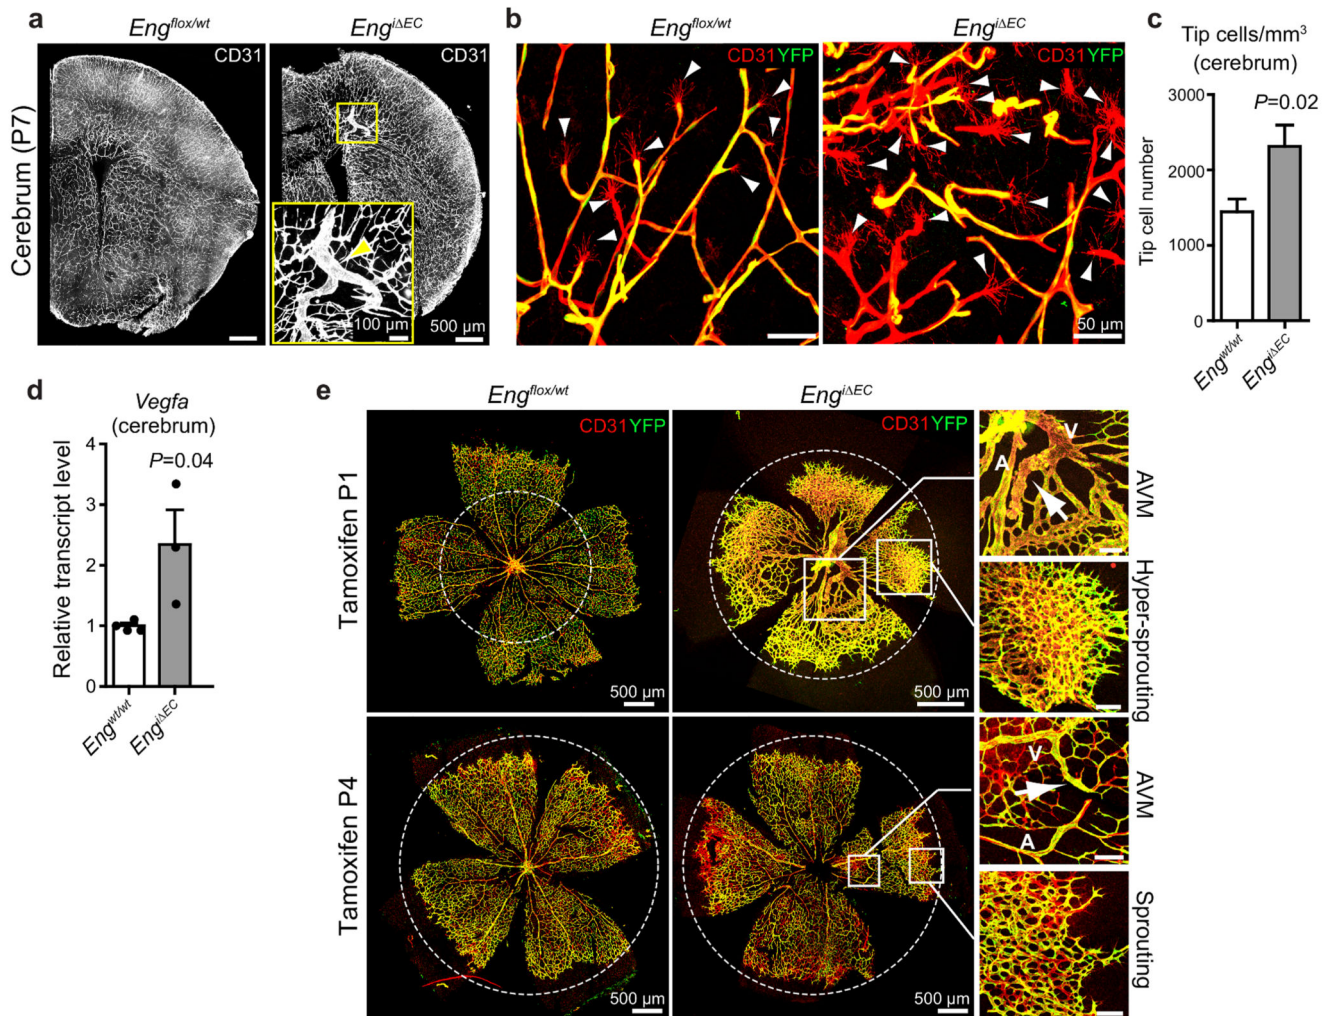 a
Eng^flox/wt
Eng^iΔEC
CD31
CD31
Cerebrum (P7)
100 µm
500 µm
b
Eng^flox/wt
Eng^iΔEC
CD31YFP
CD31YFP
50 µm
c
Tip cells/mm³
(cerebrum)
P=0.02
Tip cell number
3000
2000
1000
0
Eng^wt/wt
Eng^iΔEC
d
Vegfa
(cerebrum)
P=0.04
Relative transcript level
4
3
2
1
0
Eng^wt/wt
Eng^iΔEC
e
Eng^flox/wt
Eng^iΔEC
Tamoxifen P1
CD31YFP
500 µm
CD31YFP
500 µm
A
V
AVM
Hyper-sprouting
Tamoxifen P4
500 µm
500 µm
V
A
AVM
Sprouting